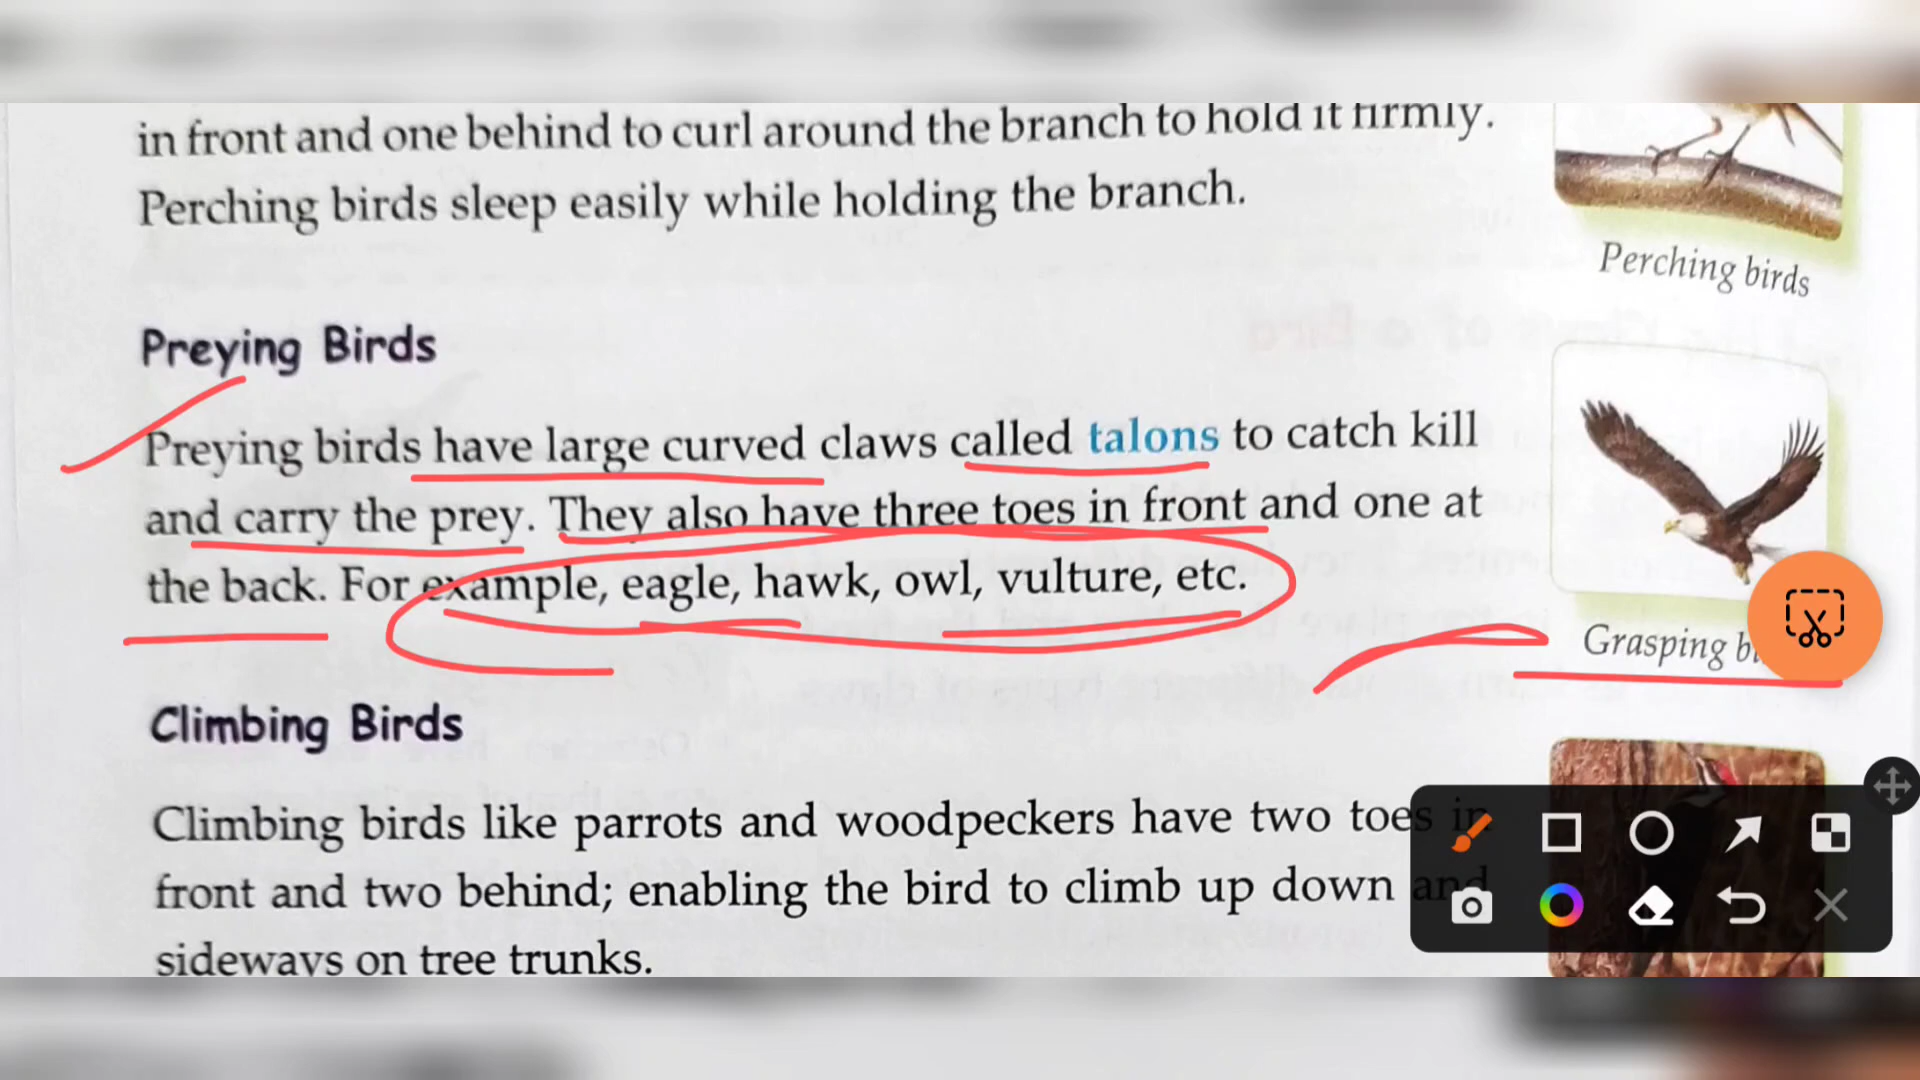 in front and one behind to curl around the branch to hold it firmly.
Perching birds sleep easily while holding the branch.
Perching birds
Preying Birds
Preying birds have large curved claws called talons to catch kill
and carry the prey. They also have three toes in front and one at
the back. For example, eagle, hawk, owl, vulture, etc.
Grasping
Climbing Birds
Climbing birds like parrots and woodpeckers have two toes in
front and two behind; enabling the bird to climb up down and
sideways on tree trunks.